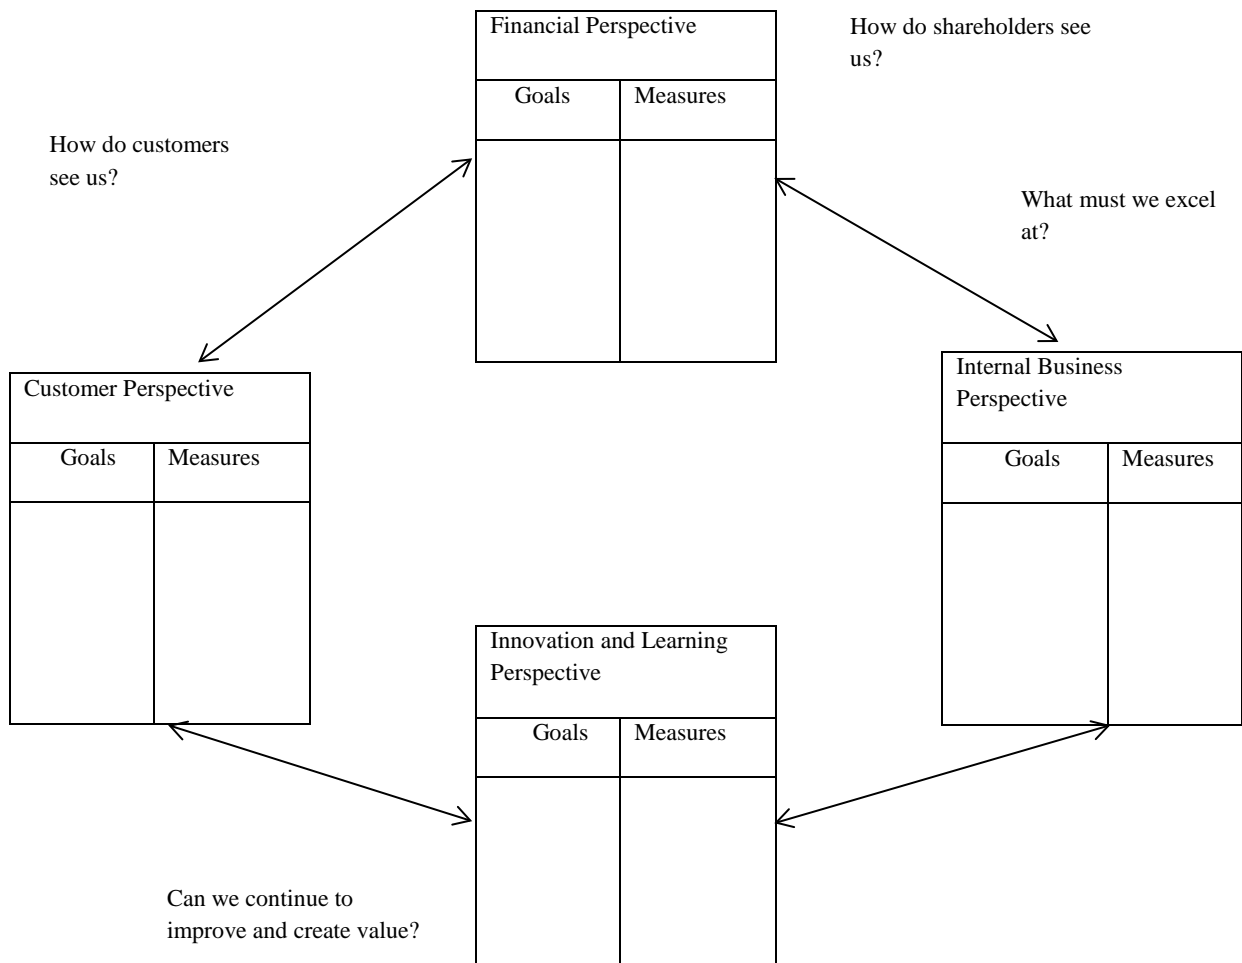 Financial Perspective
How do shareholders see
us?
Goals Measures
How do customers
see us?
What must we excel
at?
Customer Perspective
Goals Measures
Internal Business
Perspective
Goals Measures
Innovation and Learning
Perspective
Goals Measures
Can we continue to
improve and create value?